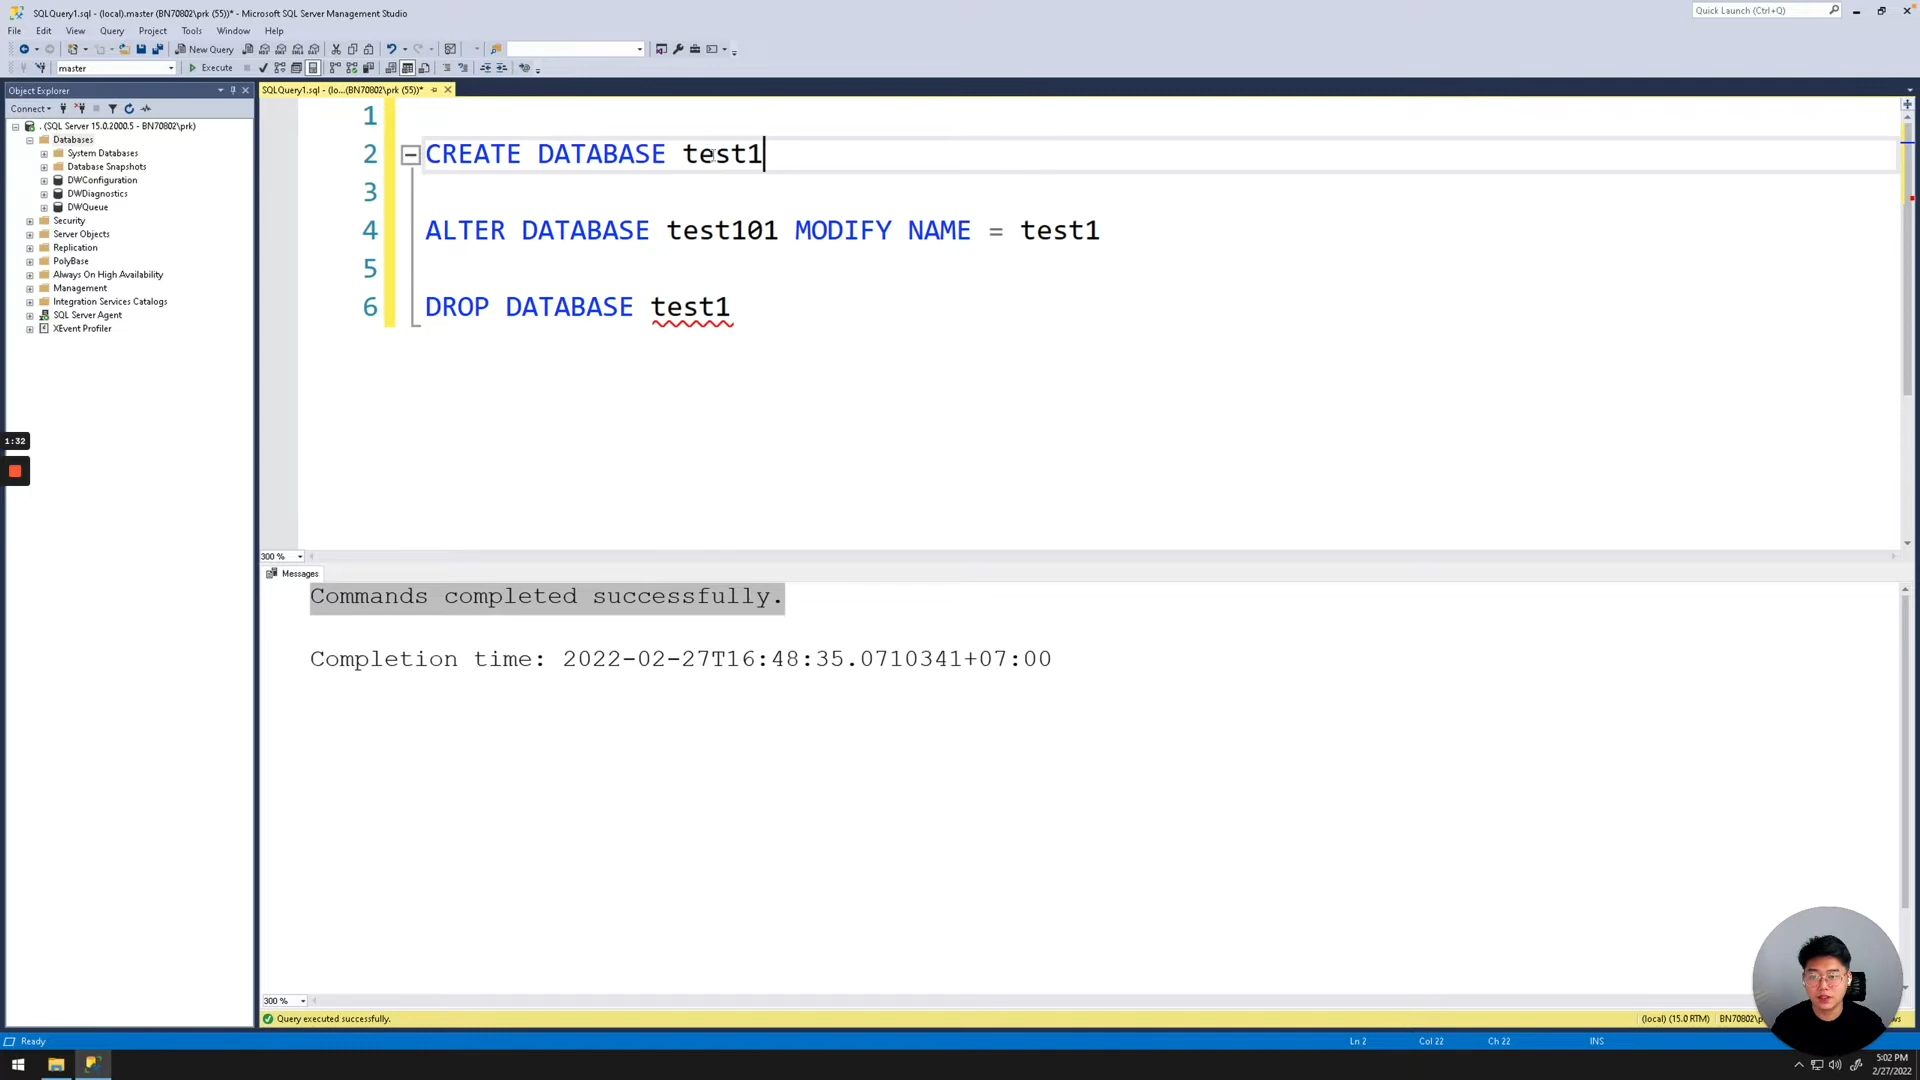 SQLQuery1.sql - (local).master (BN70802\prk (55))* - Microsoft SQL Server Management Studio
Quick Launch (Ctrl+Q)
File Edit View Query Project Tools Window Help
New Query
master
Execute
Object Explorer
SQLQuery1.sql - (lo...(BN70802\prk (55))*
Connect
. (SQL Server 15.0.2000.5 - BN70802\prk)
Databases
System Databases
Database Snapshots
DWConfiguration
DWDiagnostics
DWQueue
Security
Server Objects
Replication
PolyBase
Always On High Availability
Management
Integration Services Catalogs
SQL Server Agent
XEvent Profiler
1
2 CREATE DATABASE test1
3
4 ALTER DATABASE test101 MODIFY NAME = test1
5
6 DROP DATABASE test1
1:32
300 %
Messages
Commands completed successfully.
Completion time: 2022-02-27T16:48:35.0710341+07:00
300 %
Query executed successfully.
(local) (15.0 RTM)
Ready
Ln 2
Col 22
Ch 22
INS
5:02 PM
2/27/2022